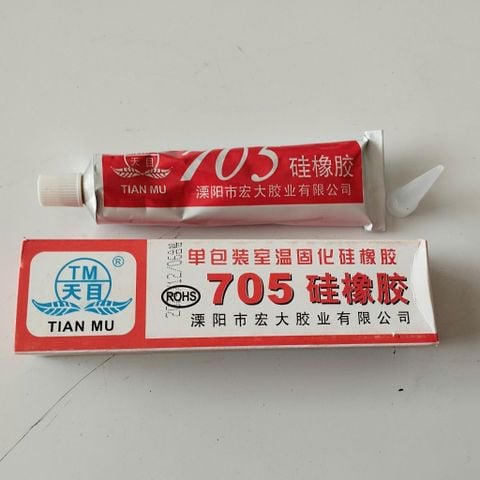 天目
TIAN MU
705 硅橡胶
溧阳市宏大胶业有限公司
TM
天目
®
TIAN MU
单包装室温固化硅橡胶
ROHS
705 硅橡胶
溧阳市宏大胶业有限公司